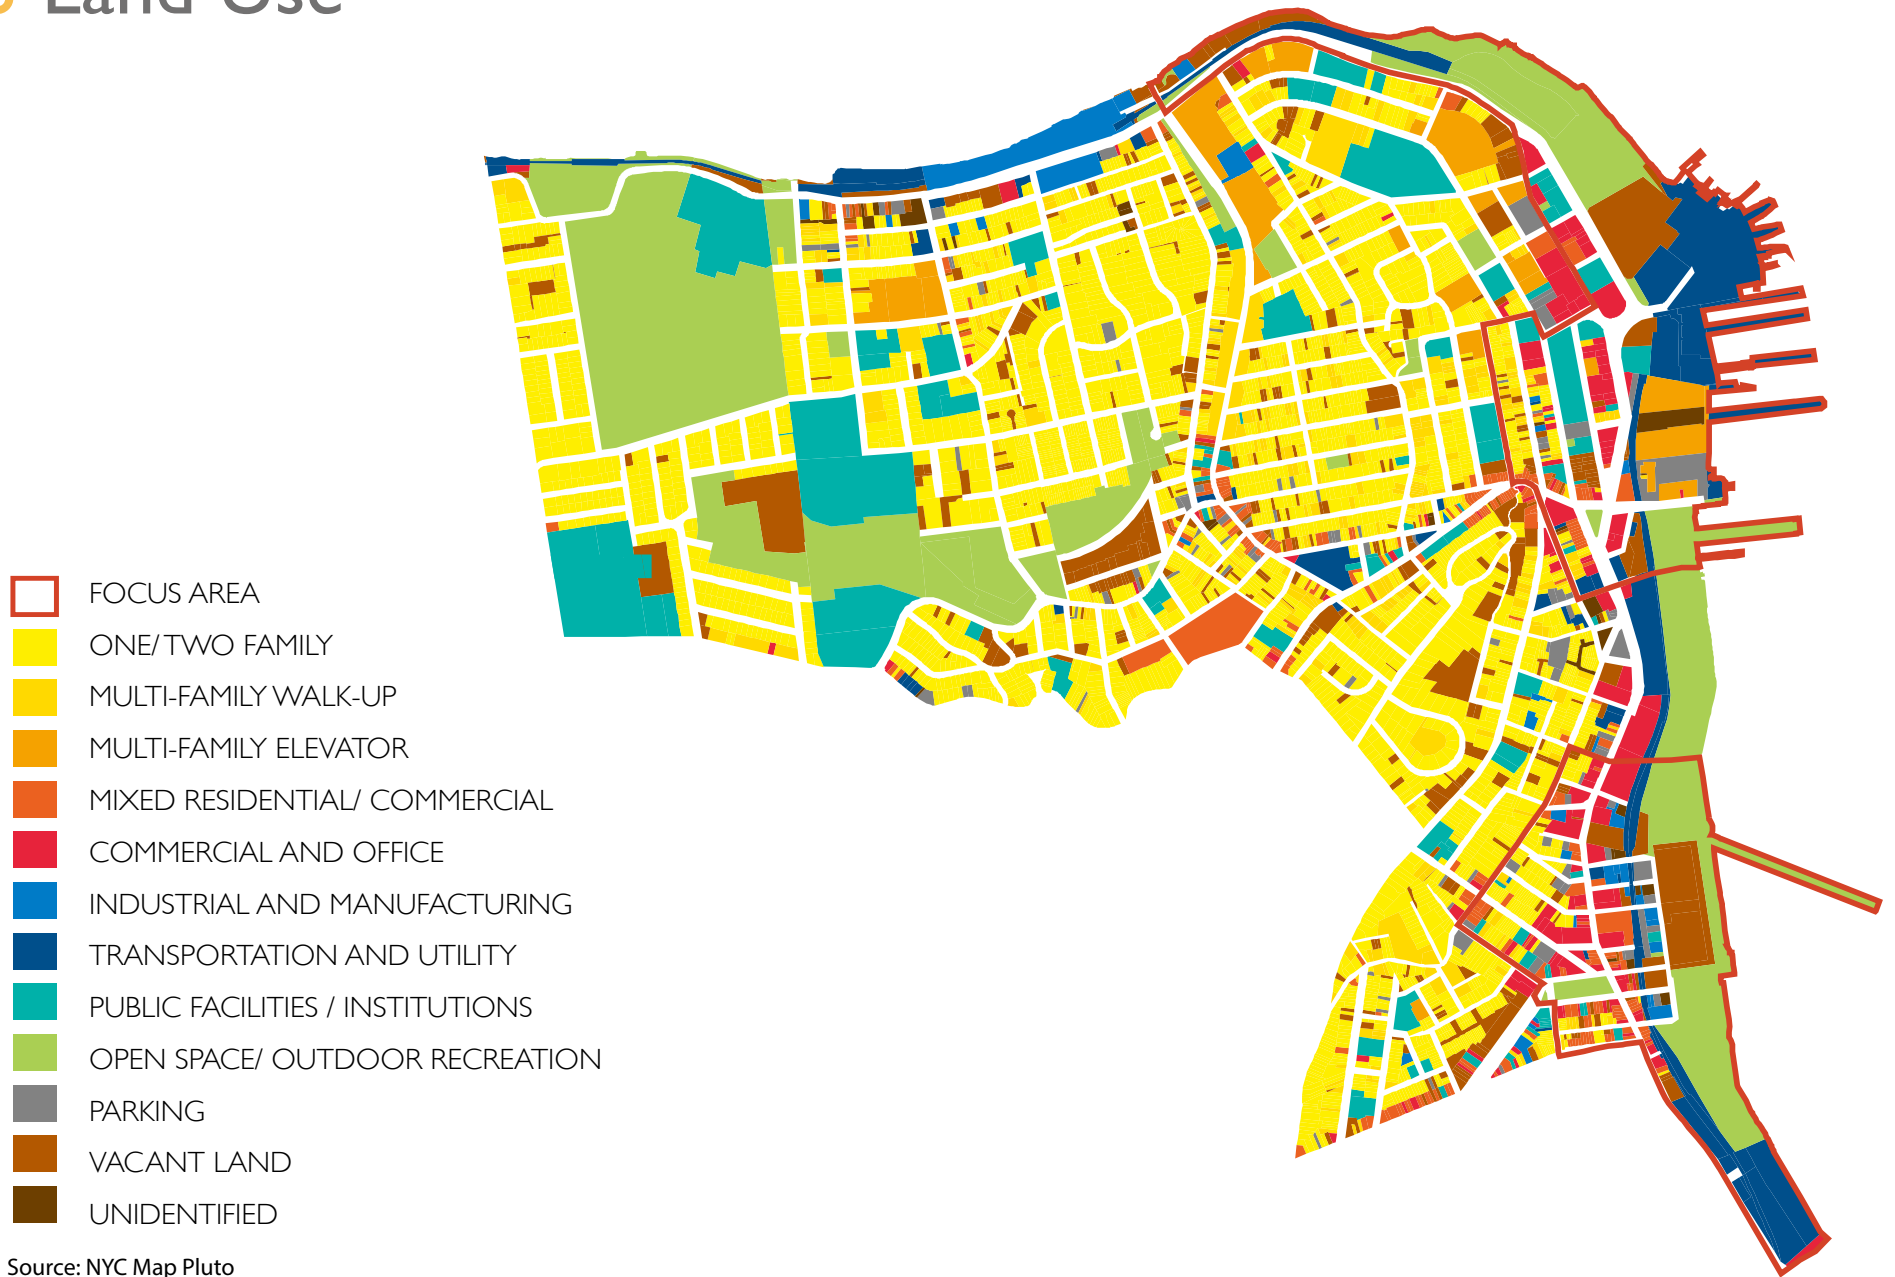 Land Use
FOCUS AREA
ONE/ TWO FAMILY
MULTI-FAMILY WALK-UP
MULTI-FAMILY ELEVATOR
MIXED RESIDENTIAL/ COMMERCIAL
COMMERCIAL AND OFFICE
INDUSTRIAL AND MANUFACTURING
TRANSPORTATION AND UTILITY
PUBLIC FACILITIES / INSTITUTIONS
OPEN SPACE/ OUTDOOR RECREATION
PARKING
VACANT LAND
UNIDENTIFIED
Source: NYC Map Pluto